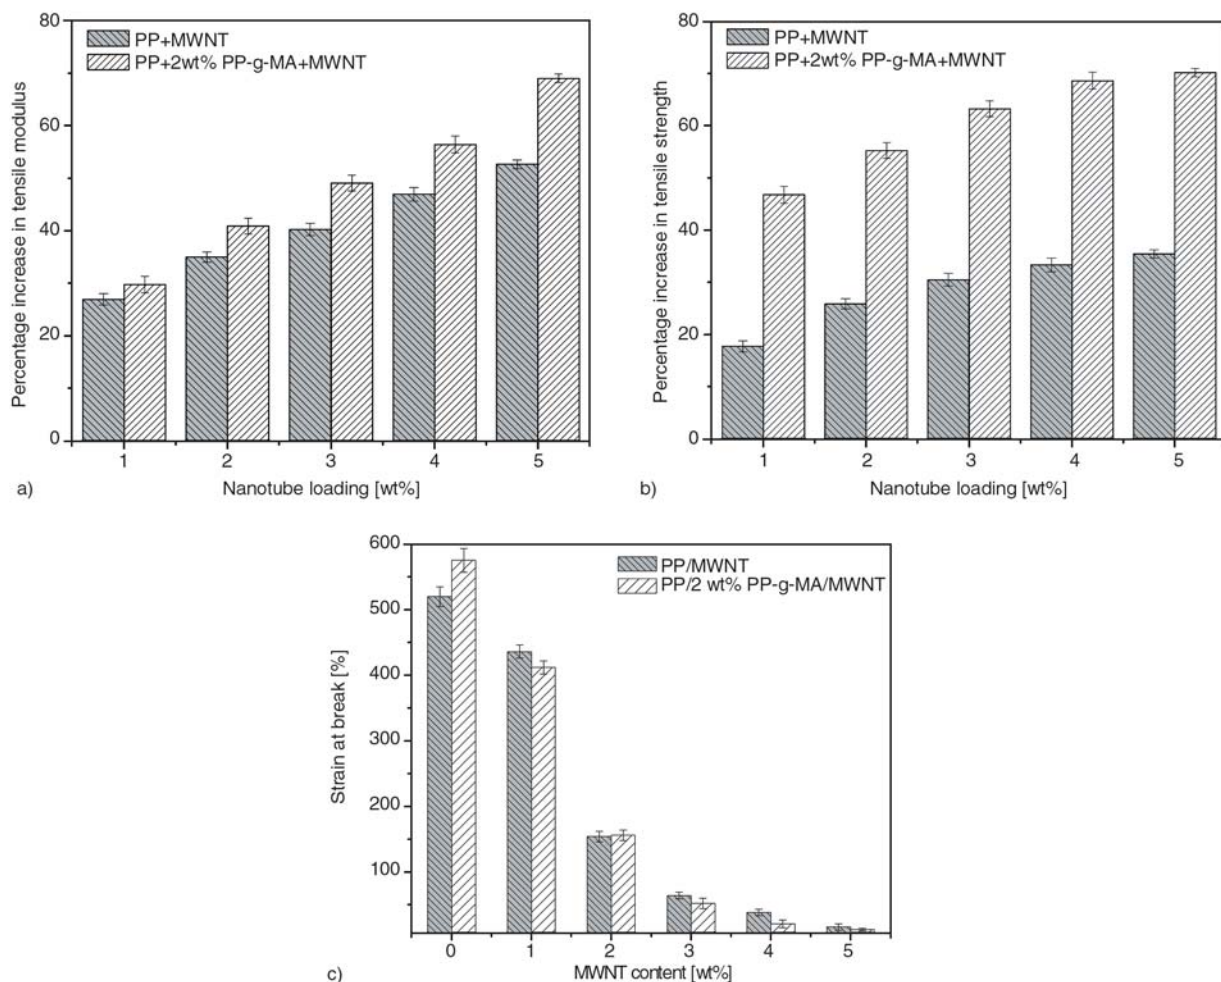 80
60
40
20
0
Percentage increase in tensile modulus
PP+MWNT
PP+2wt% PP-g-MA+MWNT
1 2 3 4 5
a)
Nanotube loading [wt%]
80
60
40
20
0
Percentage increase in tensile strength
PP+MWNT
PP+2wt% PP-g-MA+MWNT
1 2 3 4 5
b)
Nanotube loading [wt%]
600
500
400
300
200
100
Strain at break [%]
PP/MWNT
PP/2 wt% PP-g-MA/MWNT
0 1 2 3 4 5
c)
MWNT content [wt%]